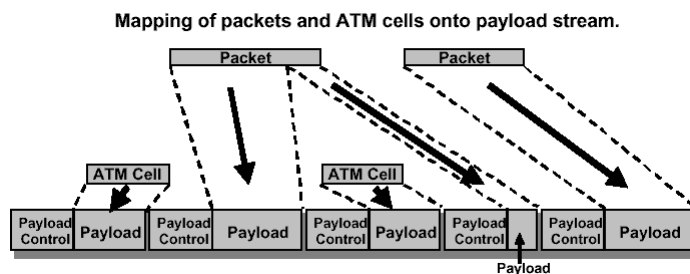 Mapping of packets and ATM cells onto payload stream.
Packet
Packet
ATM Cell
ATM Cell
Payload
Control
Payload
Payload
Control
Payload
Payload
Control
Payload
Payload
Control
Payload
Control
Payload
Payload